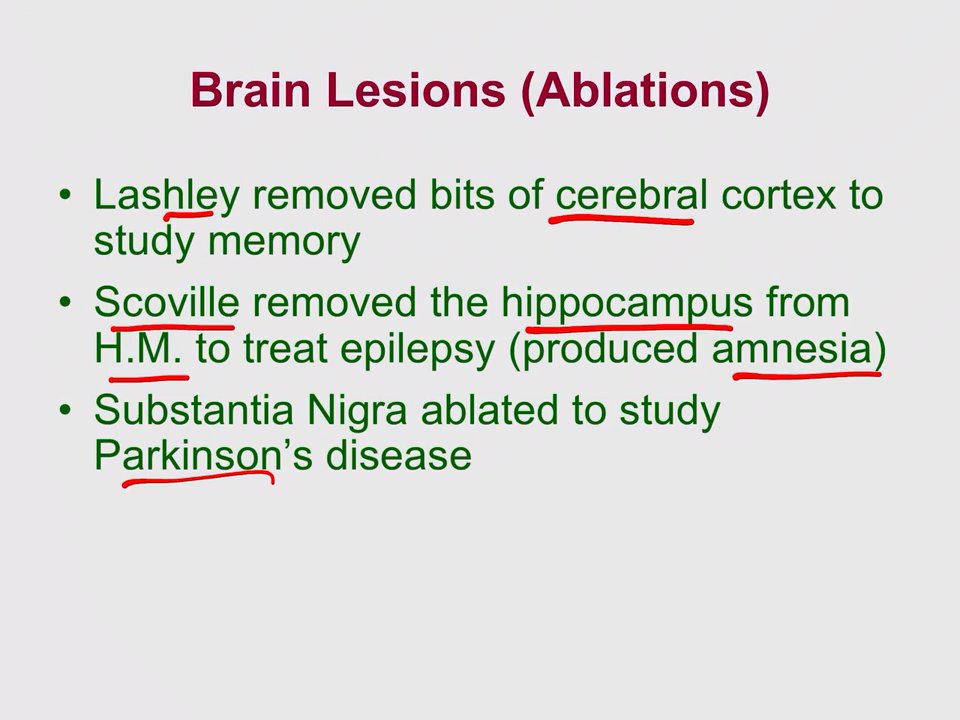 Brain Lesions (Ablations)
• Lashley removed bits of cerebral cortex to
study memory
• Scoville removed the hippocampus from
H.M. to treat epilepsy (produced amnesia)
• Substantia Nigra ablated to study
Parkinson’s disease